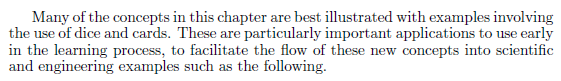 Many of the concepts in this chapter are best illustrated with examples involving
the use of dice and cards. These are particularly important applications to use early
in the learning process, to facilitate the flow of these new concepts into scientific
and engineering examples such as the following.